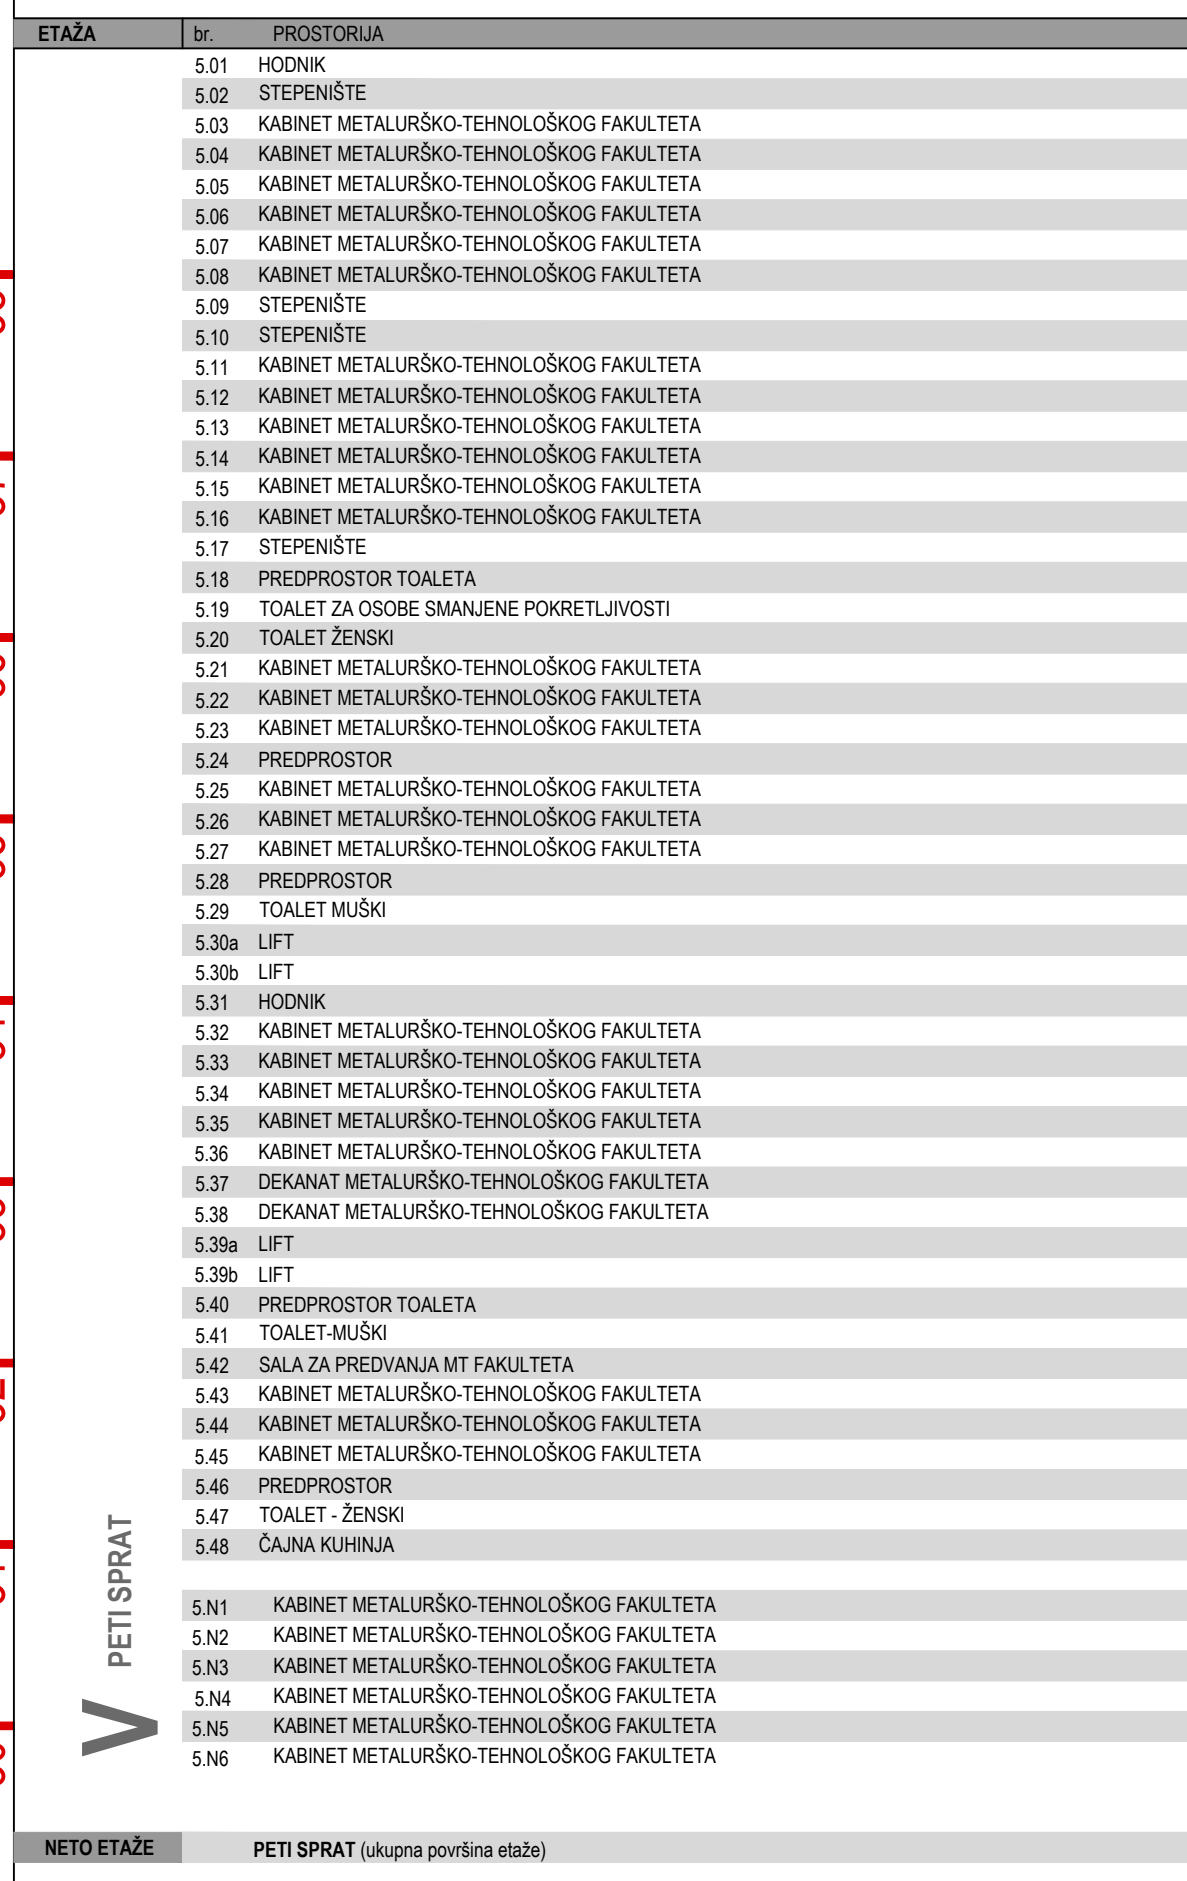 ETAŽA br. PROSTORIJA
5.01 HODNIK
5.02 STEPENIŠTE
5.03 KABINET METALURŠKO-TEHNOLOŠKOG FAKULTETA
5.04 KABINET METALURŠKO-TEHNOLOŠKOG FAKULTETA
5.05 KABINET METALURŠKO-TEHNOLOŠKOG FAKULTETA
5.06 KABINET METALURŠKO-TEHNOLOŠKOG FAKULTETA
5.07 KABINET METALURŠKO-TEHNOLOŠKOG FAKULTETA
5.08 KABINET METALURŠKO-TEHNOLOŠKOG FAKULTETA
5.09 STEPENIŠTE
5.10 STEPENIŠTE
5.11 KABINET METALURŠKO-TEHNOLOŠKOG FAKULTETA
5.12 KABINET METALURŠKO-TEHNOLOŠKOG FAKULTETA
5.13 KABINET METALURŠKO-TEHNOLOŠKOG FAKULTETA
5.14 KABINET METALURŠKO-TEHNOLOŠKOG FAKULTETA
5.15 KABINET METALURŠKO-TEHNOLOŠKOG FAKULTETA
5.16 KABINET METALURŠKO-TEHNOLOŠKOG FAKULTETA
5.17 STEPENIŠTE
5.18 PREDPROSTOR TOALETA
5.19 TOALET ZA OSOBE SMANJENE POKRETLJIVOSTI
5.20 TOALET ŽENSKI
5.21 KABINET METALURŠKO-TEHNOLOŠKOG FAKULTETA
5.22 KABINET METALURŠKO-TEHNOLOŠKOG FAKULTETA
5.23 KABINET METALURŠKO-TEHNOLOŠKOG FAKULTETA
5.24 PREDPROSTOR
5.25 KABINET METALURŠKO-TEHNOLOŠKOG FAKULTETA
5.26 KABINET METALURŠKO-TEHNOLOŠKOG FAKULTETA
5.27 KABINET METALURŠKO-TEHNOLOŠKOG FAKULTETA
5.28 PREDPROSTOR
5.29 TOALET MUŠKI
5.30a LIFT
5.30b LIFT
5.31 HODNIK
5.32 KABINET METALURŠKO-TEHNOLOŠKOG FAKULTETA
5.33 KABINET METALURŠKO-TEHNOLOŠKOG FAKULTETA
5.34 KABINET METALURŠKO-TEHNOLOŠKOG FAKULTETA
5.35 KABINET METALURŠKO-TEHNOLOŠKOG FAKULTETA
5.36 KABINET METALURŠKO-TEHNOLOŠKOG FAKULTETA
5.37 DEKANAT METALURŠKO-TEHNOLOŠKOG FAKULTETA
5.38 DEKANAT METALURŠKO-TEHNOLOŠKOG FAKULTETA
5.39a LIFT
5.39b LIFT
5.40 PREDPROSTOR TOALETA
5.41 TOALET-MUŠKI
5.42 SALA ZA PREDVANJA MT FAKULTETA
5.43 KABINET METALURŠKO-TEHNOLOŠKOG FAKULTETA
5.44 KABINET METALURŠKO-TEHNOLOŠKOG FAKULTETA
5.45 KABINET METALURŠKO-TEHNOLOŠKOG FAKULTETA
5.46 PREDPROSTOR
5.47 TOALET - ŽENSKI
5.48 ČAJNA KUHINJA
5.N1 KABINET METALURŠKO-TEHNOLOŠKOG FAKULTETA
5.N2 KABINET METALURŠKO-TEHNOLOŠKOG FAKULTETA
5.N3 KABINET METALURŠKO-TEHNOLOŠKOG FAKULTETA
5.N4 KABINET METALURŠKO-TEHNOLOŠKOG FAKULTETA
5.N5 KABINET METALURŠKO-TEHNOLOŠKOG FAKULTETA
5.N6 KABINET METALURŠKO-TEHNOLOŠKOG FAKULTETA
V PETI SPRAT
NETO ETAŽE PETI SPRAT (ukupna površina etaže)